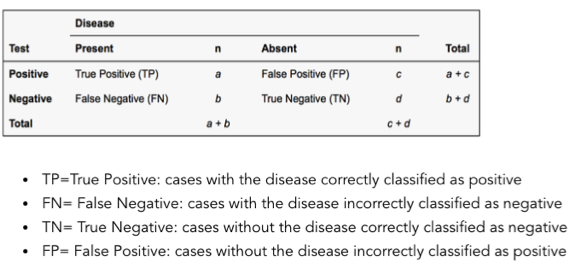 Disease
Test Present n Absent n Total
Positive True Positive (TP) a False Positive (FP) c a + c
Negative False Negative (FN) b True Negative (TN) d b + d
Total a + b c + d
• TP=True Positive: cases with the disease correctly classified as positive
• FN= False Negative: cases with the disease incorrectly classified as negative
• TN= True Negative: cases without the disease correctly classified as negative
• FP= False Positive: cases without the disease incorrectly classified as positive